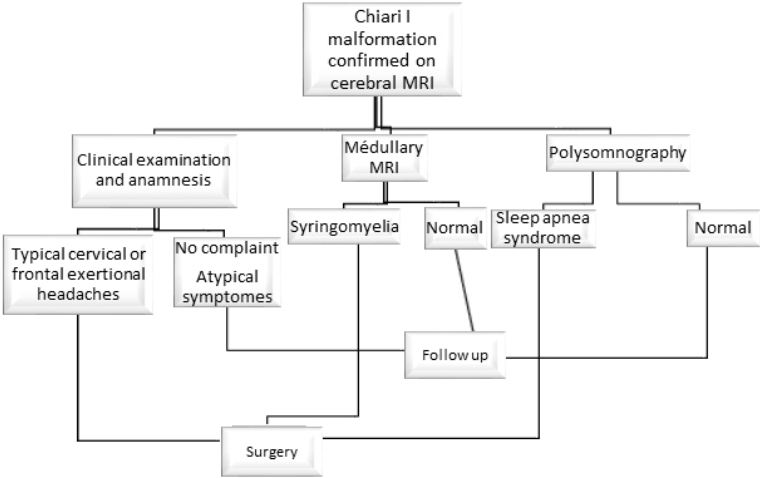 Chiari I
malformation
confirmed on
cerebral MRI
Clinical examination
and anamnesis
Médullary
MRI
Polysomnography
Typical cervical or
frontal exertional
headaches
No complaint
Atypical
symptomes
Syringomyelia
Normal
Sleep apnea
syndrome
Normal
Follow up
Surgery